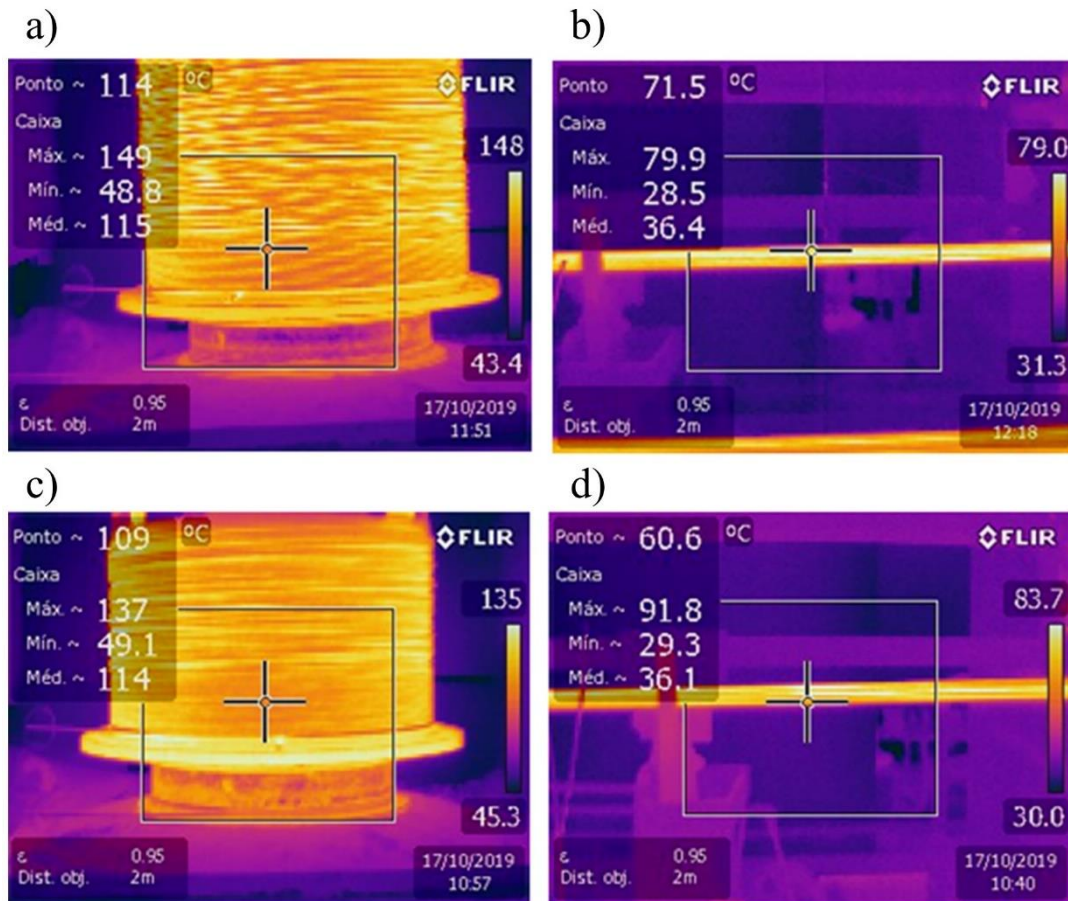 a)
Ponto ~ 114 ºC
FLIR
Caixa
Máx. ~ 149
Mín. ~ 48.8
Méd. ~ 115
148
43.4
ε 0.95
Dist. obj. 2m
17/10/2019
11:51
b)
Ponto 71.5 ºC
FLIR
Caixa
Máx. 79.9
Mín. 28.5
Méd. 36.4
79.0
31.3
ε 0.95
Dist. obj. 2m
17/10/2019
12:18
c)
Ponto ~ 109 ºC
FLIR
Caixa
Máx. ~ 137
Mín. ~ 49.1
Méd. ~ 114
135
45.3
ε 0.95
Dist. obj. 2m
17/10/2019
10:57
d)
Ponto ~ 60.6 ºC
FLIR
Caixa
Máx. ~ 91.8
Mín. ~ 29.3
Méd. ~ 36.1
83.7
30.0
ε 0.95
Dist. obj. 2m
17/10/2019
10:40